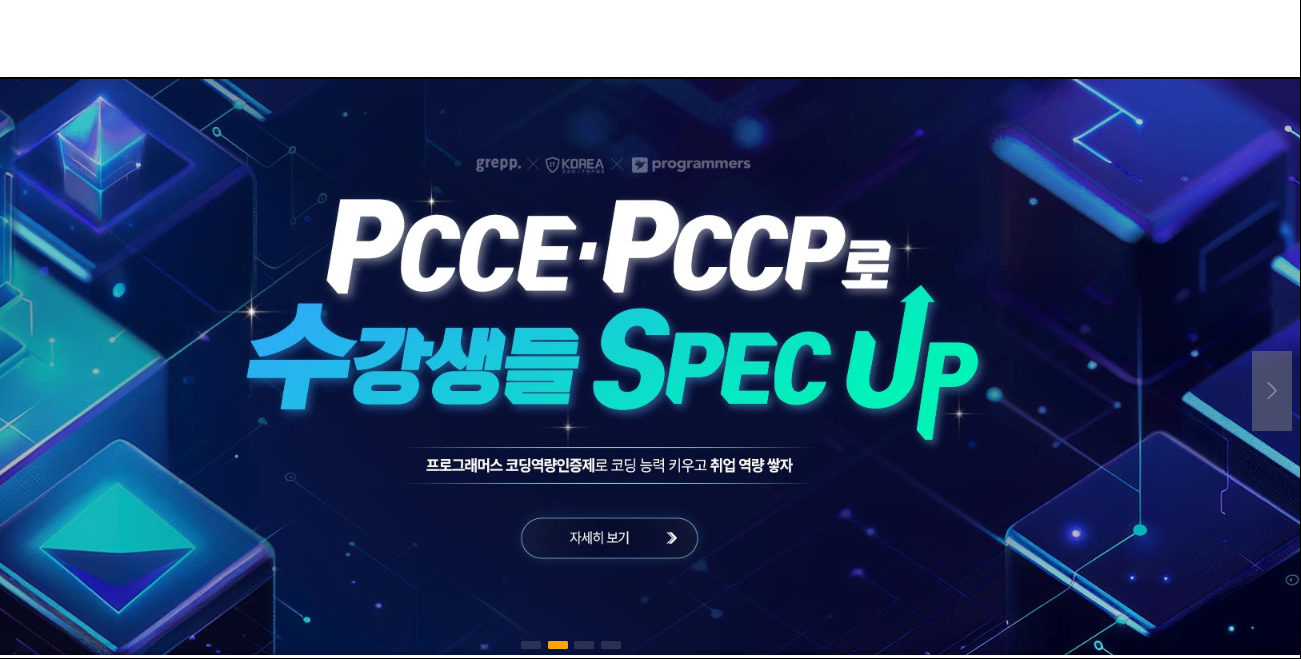 grepp. × KOREA × programmers
PCCE·PCCP로
수강생들 SPEC UP
프로그래머스 코딩역량인증제로 코딩 능력 키우고 취업 역량 쌓자
자세히 보기